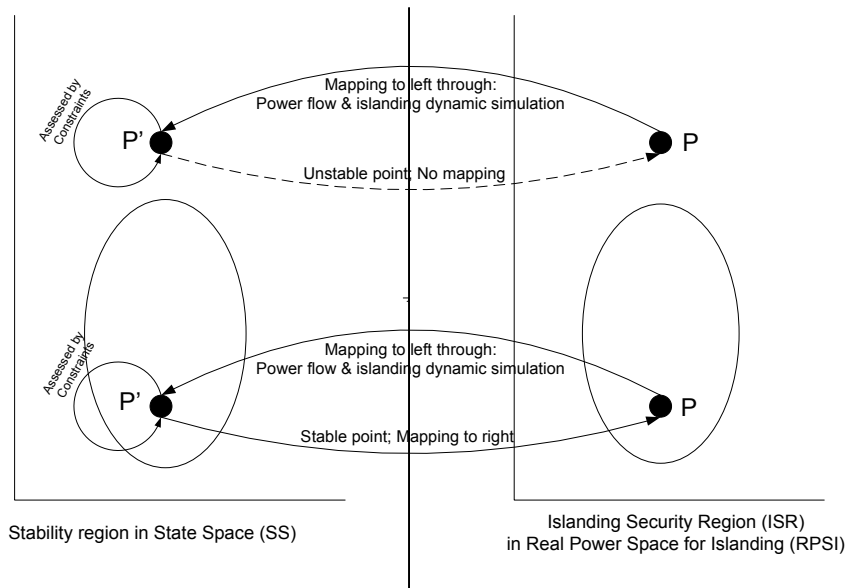 Mapping to left through:
Power flow & islanding dynamic simulation
Assessed by
Constraints
P'
P
Unstable point; No mapping
Mapping to left through:
Power flow & islanding dynamic simulation
Assessed by
Constraints
P'
P
Stable point; Mapping to right
Stability region in State Space (SS)
Islanding Security Region (ISR)
in Real Power Space for Islanding (RPSI)